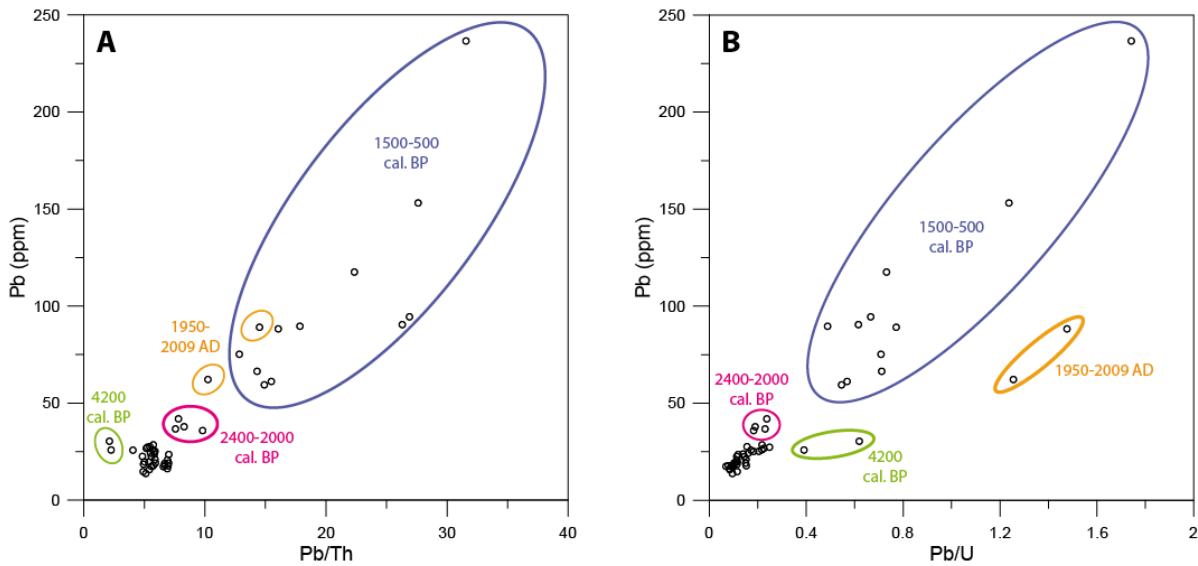 A
250
200
150
100
50
0
Pb (ppm)
1500-500
cal. BP
1950-
2009 AD
4200
cal. BP
2400-2000
cal. BP
0
10
20
30
40
Pb/Th
B
250
200
150
100
50
0
Pb (ppm)
1500-500
cal. BP
1950-2009 AD
2400-2000
cal. BP
4200
cal. BP
0
0.4
0.8
1.2
1.6
2
Pb/U